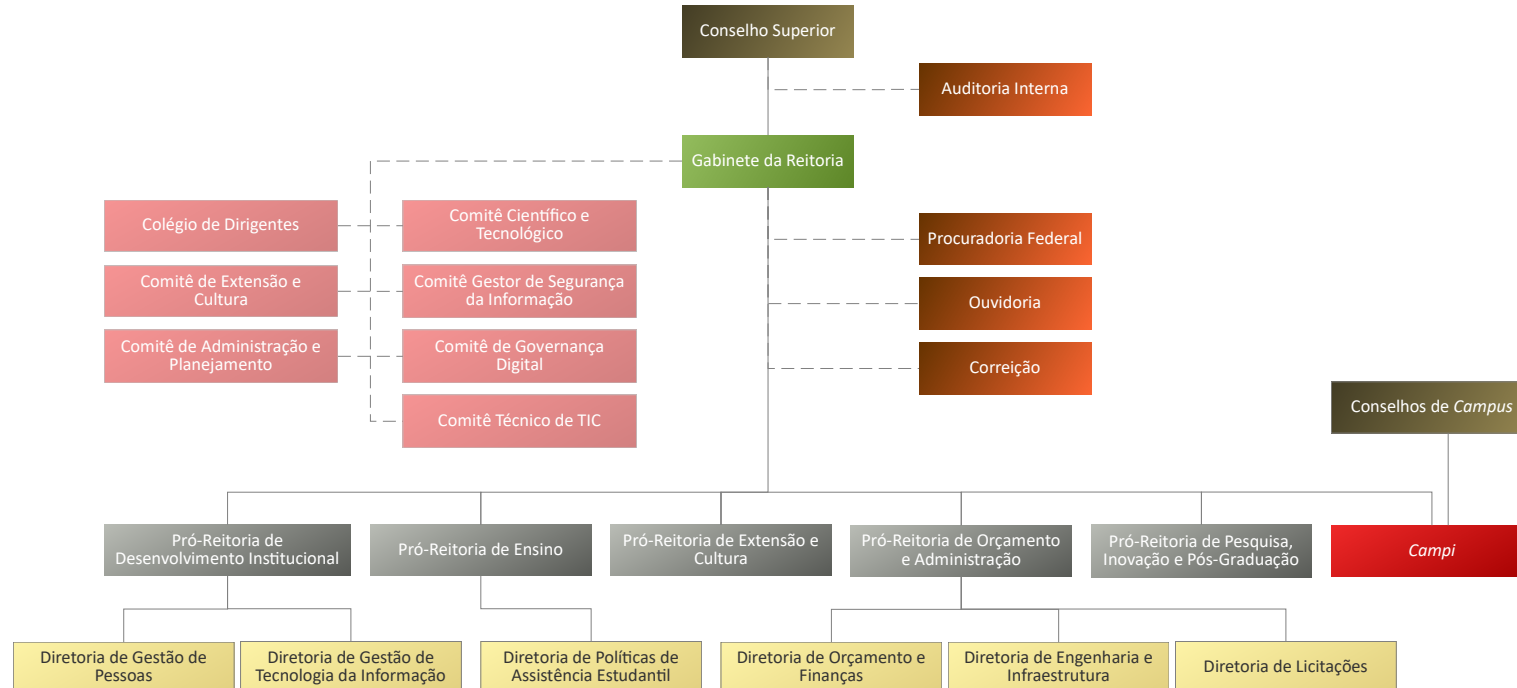 Conselho Superior
Auditoria Interna
Gabinete da Reitoria
Colégio de Dirigentes
Comitê Científico e
Tecnológico
Procuradoria Federal
Comitê de Extensão e
Cultura
Comitê Gestor de Segurança
da Informação
Ouvidoria
Comitê de Administração e
Planejamento
Comitê de Governança
Digital
Correição
Comitê Técnico de TIC
Conselhos de Campus
Pró-Reitoria de
Desenvolvimento Institucional
Pró-Reitoria de Ensino
Pró-Reitoria de Extensão e
Cultura
Pró-Reitoria de Orçamento
e Administração
Pró-Reitoria de Pesquisa,
Inovação e Pós-Graduação
Campi
Diretoria de Gestão de
Pessoas
Diretoria de Gestão de
Tecnologia da Informação
Diretoria de Políticas de
Assistência Estudantil
Diretoria de Orçamento e
Finanças
Diretoria de Engenharia e
Infraestrutura
Diretoria de Licitações